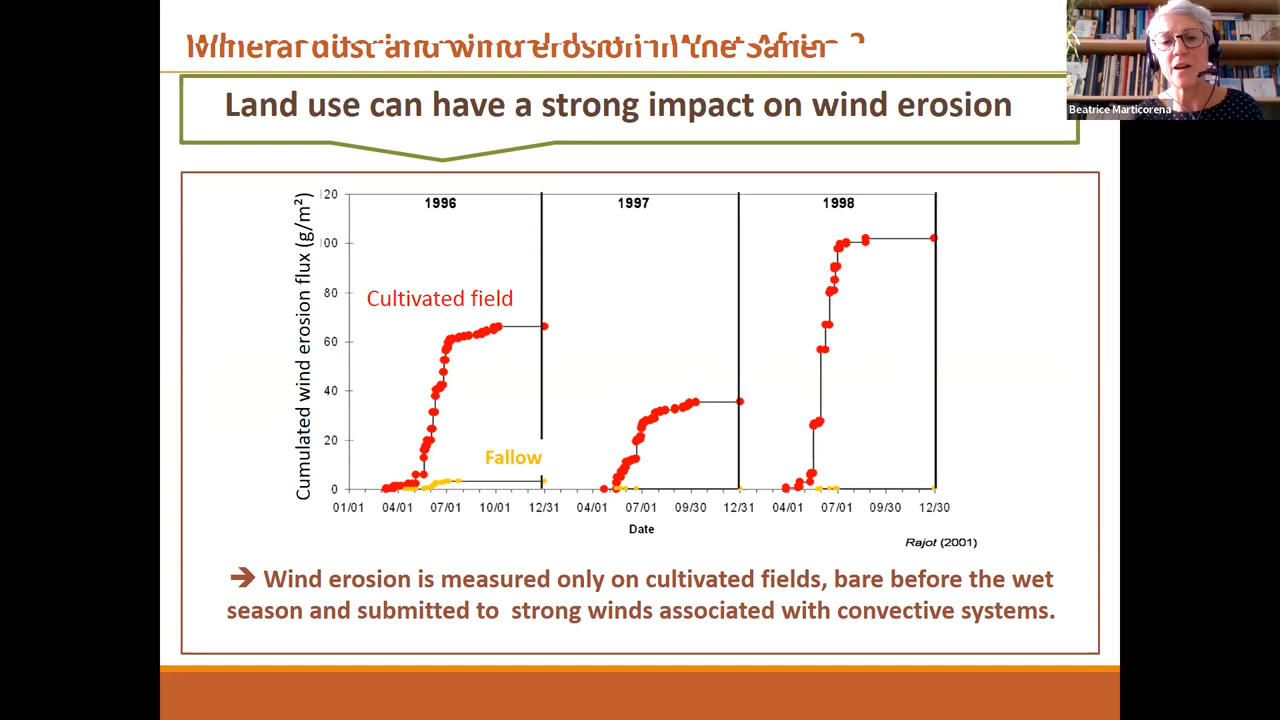 Land use can have a strong impact on wind erosion
Beatrice Marticorena
Cumulated wind erosion flux (g/m²)
20
00
80
60
40
20
0
1996
1997
1998
Cultivated field
Fallow
01/01
04/01
07/01
10/01
12/31
04/01
07/01
09/30
12/31
04/01
07/01
09/30
12/30
Date
Rajot (2001)
➔ Wind erosion is measured only on cultivated fields, bare before the wet
season and submitted to strong winds associated with convective systems.